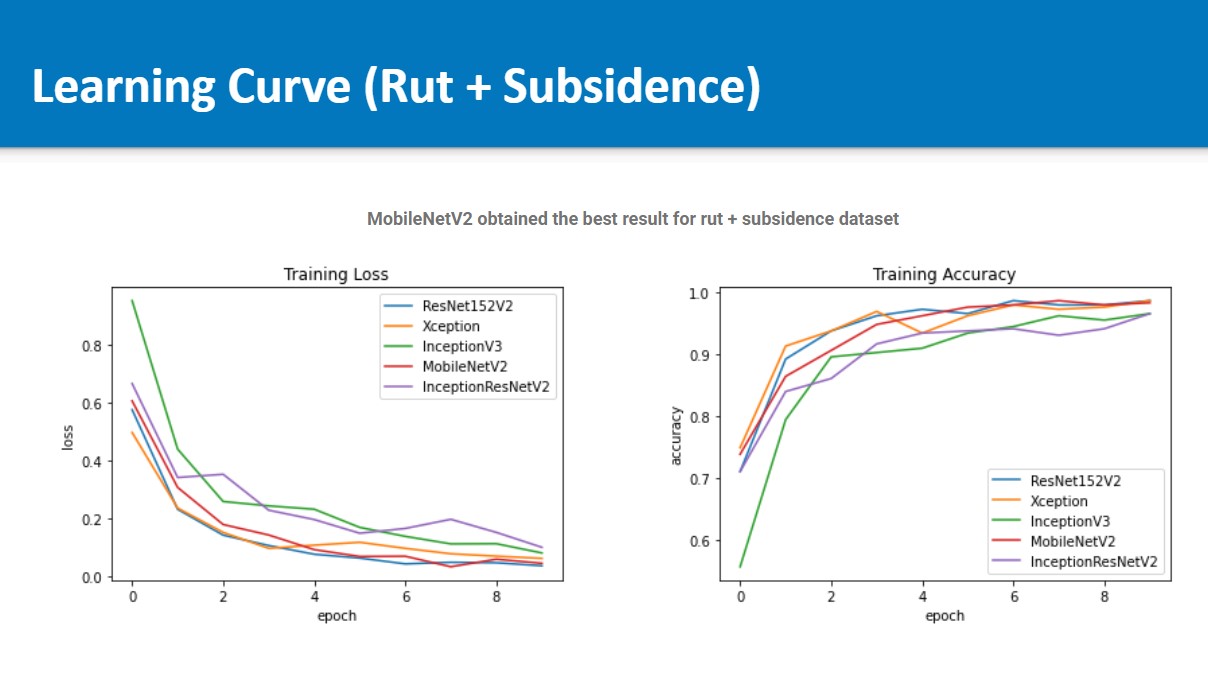 Learning Curve (Rut + Subsidence)
MobileNetV2 obtained the best result for rut + subsidence dataset
Training Loss
loss
0.8
0.6
0.4
0.2
0.0
0 2 4 6 8
epoch
ResNet152V2
Xception
InceptionV3
MobileNetV2
InceptionResNetV2
Training Accuracy
accuracy
1.0
0.9
0.8
0.7
0.6
0 2 4 6 8
epoch
ResNet152V2
Xception
InceptionV3
MobileNetV2
InceptionResNetV2